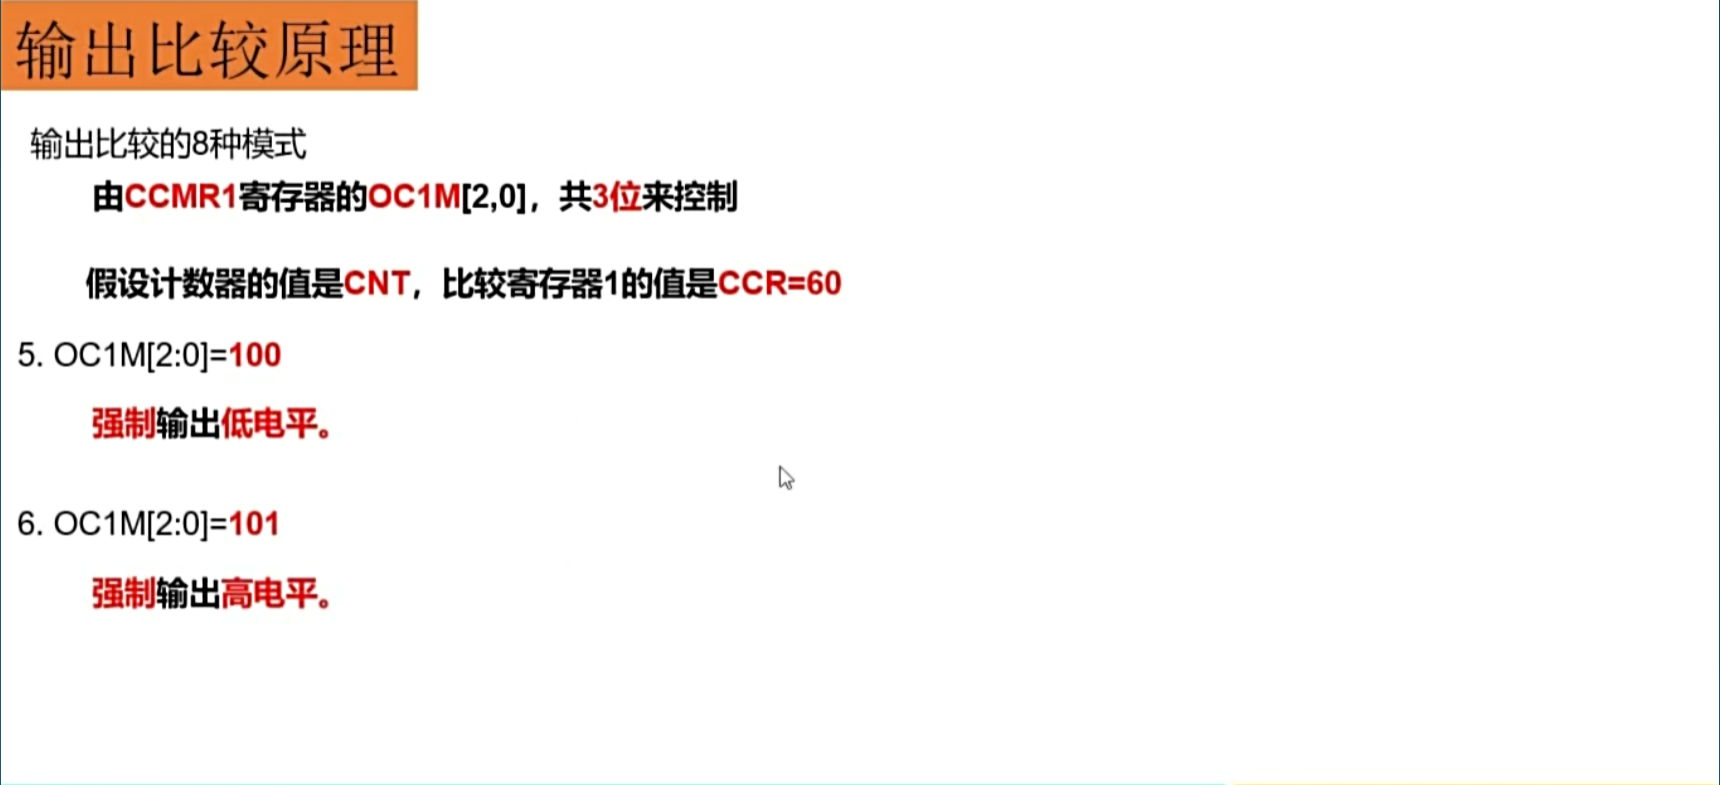 输出比较原理
输出比较的8种模式
由CCMR1寄存器的OC1M[2,0]，共3位来控制
假设计数器的值是CNT，比较寄存器1的值是CCR=60
5. OC1M[2:0]=100
强制输出低电平。
6. OC1M[2:0]=101
强制输出高电平。